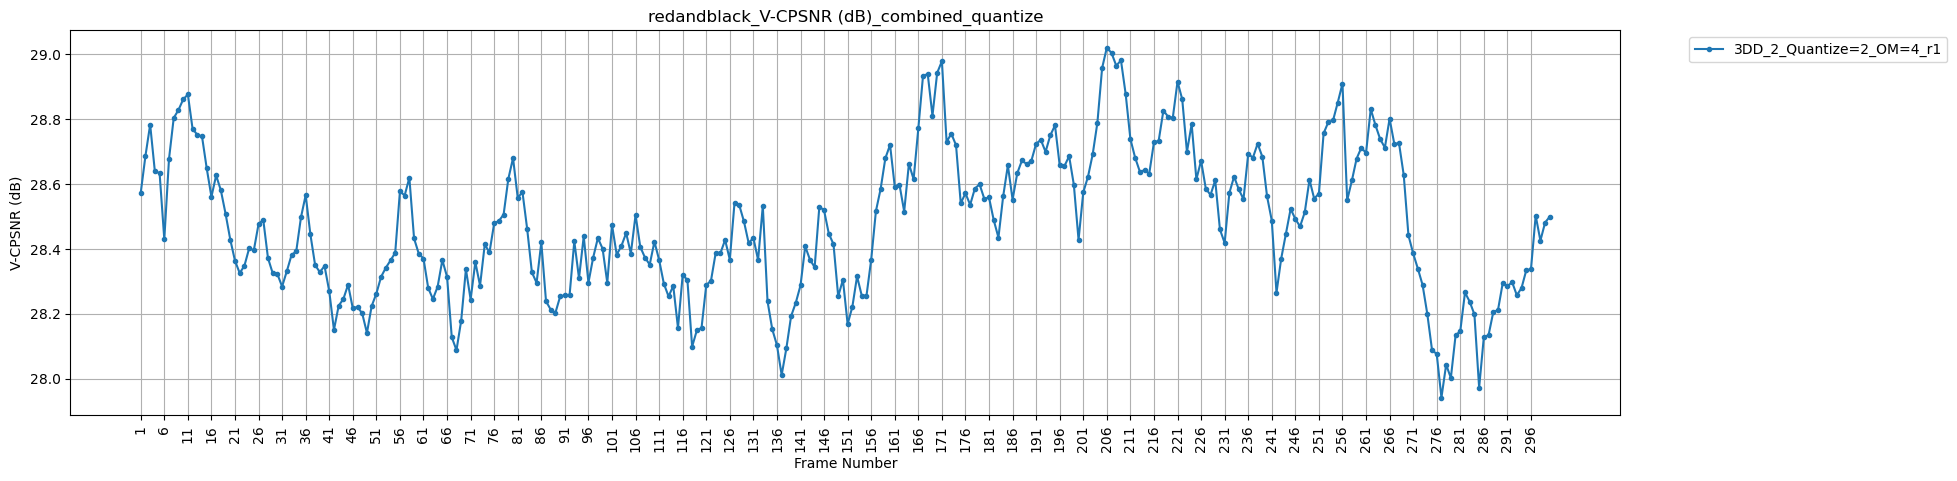 redandblack_V-CPSNR (dB)_combined_quantize
3DD_2_Quantize=2_OM=4_r1
V-CPSNR (dB)
29.0
28.8
28.6
28.4
28.2
28.0
1 6 11 16 21 26 31 36 41 46 51 56 61 66 71 76 81 86 91 96 101 106 111 116 121 126 131 136 141 146 151 156 161 166 171 176 181 186 191 196 201 206 211 216 221 226 231 236 241 246 251 256 261 266 271 276 281 286 291 296
Frame Number